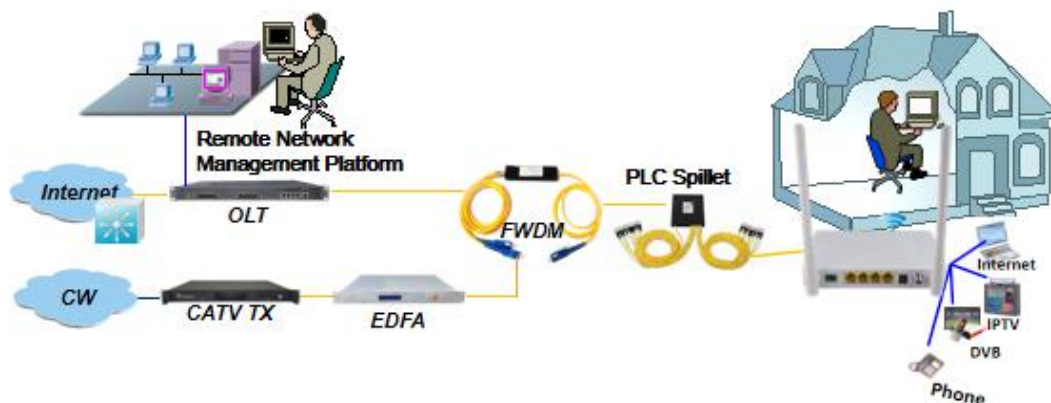 Remote Network
Management Platform
Internet
OLT
FWDM
PLC Spillet
CW
CATV TX
EDFA
Internet
IPTV
DVB
Phone